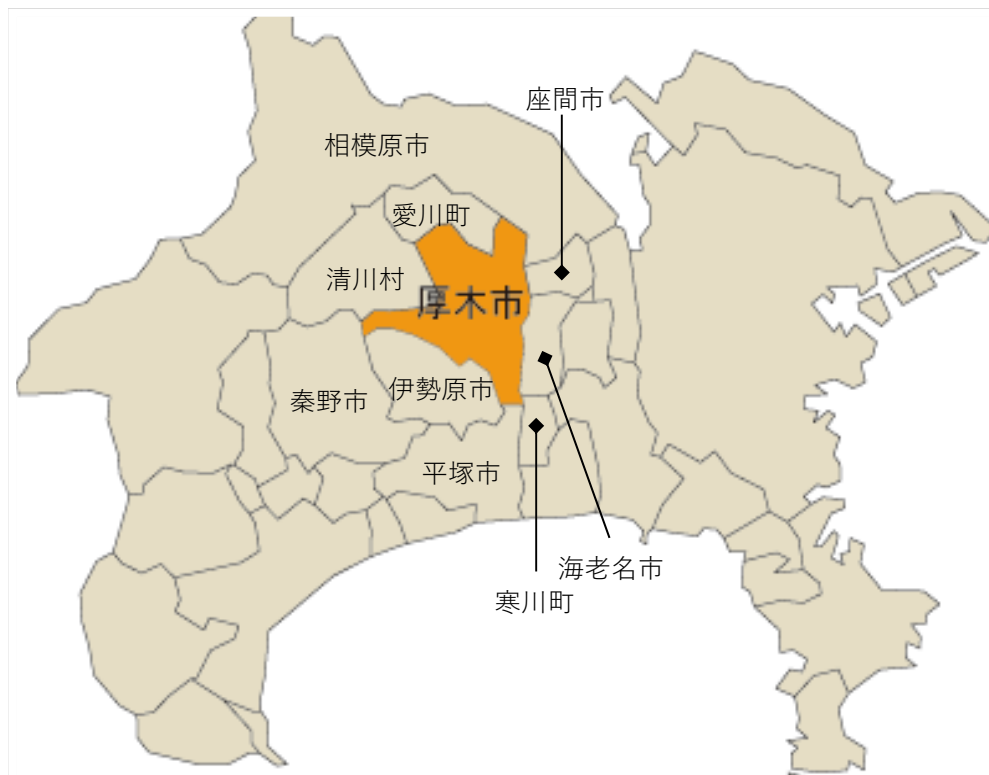 座間市
相模原市
愛川町
清川村
厚木市
伊勢原市
秦野市
平塚市
海老名市
寒川町